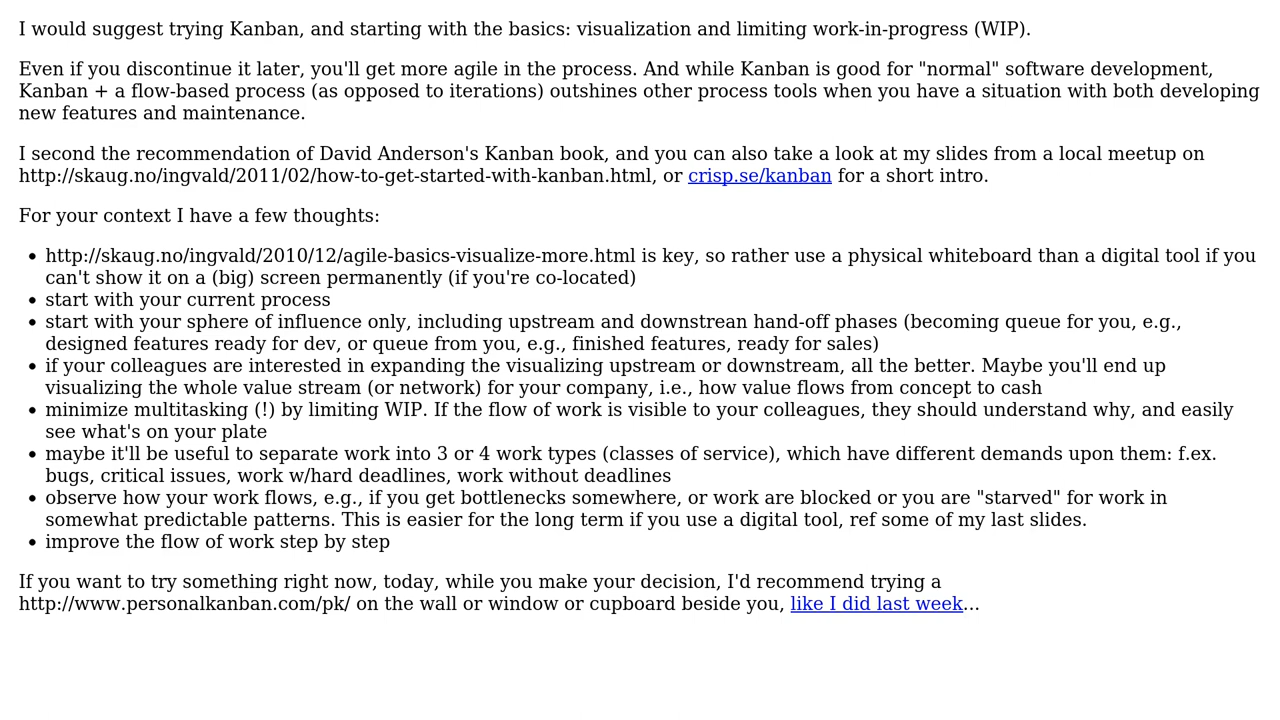 I would suggest trying Kanban, and starting with the basics: visualization and limiting work-in-progress (WIP).
Even if you discontinue it later, you'll get more agile in the process. And while Kanban is good for "normal" software development,
Kanban + a flow-based process (as opposed to iterations) outshines other process tools when you have a situation with both developing
new features and maintenance.
I second the recommendation of David Anderson's Kanban book, and you can also take a look at my slides from a local meetup on
http://skaug.no/ingvald/2011/02/how-to-get-started-with-kanban.html, or crisp.se/kanban for a short intro.
For your context I have a few thoughts:
• http://skaug.no/ingvald/2010/12/agile-basics-visualize-more.html is key, so rather use a physical whiteboard than a digital tool if you
can't show it on a (big) screen permanently (if you're co-located)
• start with your current process
• start with your sphere of influence only, including upstream and downstrean hand-off phases (becoming queue for you, e.g.,
designed features ready for dev, or queue from you, e.g., finished features, ready for sales)
• if your colleagues are interested in expanding the visualizing upstream or downstream, all the better. Maybe you'll end up
visualizing the whole value stream (or network) for your company, i.e., how value flows from concept to cash
• minimize multitasking (!) by limiting WIP. If the flow of work is visible to your colleagues, they should understand why, and easily
see what's on your plate
• maybe it'll be useful to separate work into 3 or 4 work types (classes of service), which have different demands upon them: f.ex.
bugs, critical issues, work w/hard deadlines, work without deadlines
• observe how your work flows, e.g., if you get bottlenecks somewhere, or work are blocked or you are "starved" for work in
somewhat predictable patterns. This is easier for the long term if you use a digital tool, ref some of my last slides.
• improve the flow of work step by step
If you want to try something right now, today, while you make your decision, I'd recommend trying a
http://www.personalkanban.com/pk/ on the wall or window or cupboard beside you, like I did last week...